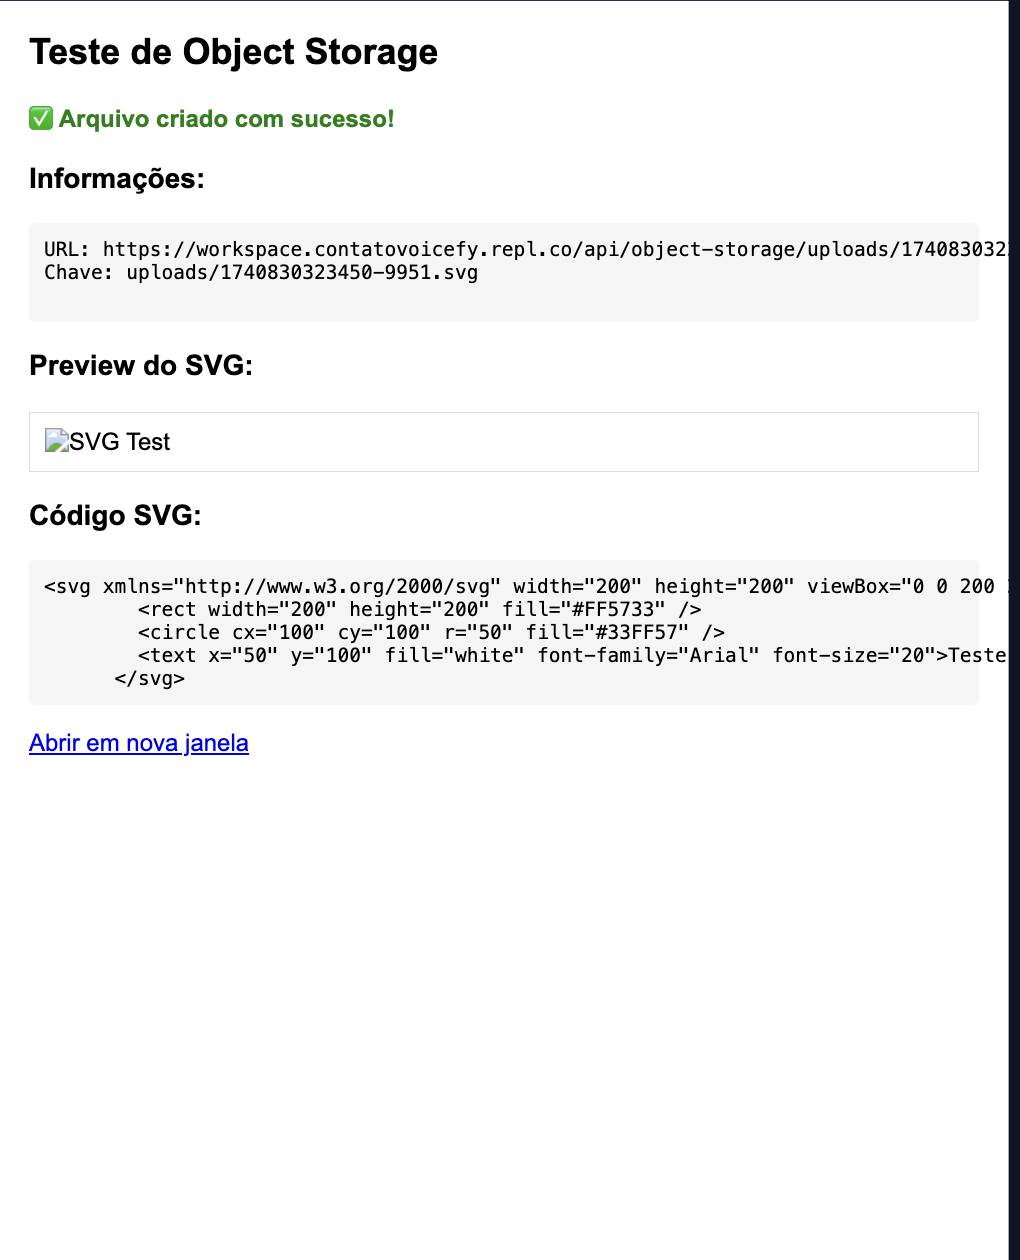 Teste de Object Storage
✅ Arquivo criado com sucesso!
Informações:
URL: https://workspace.contatovoicefy.repl.co/api/object-storage/uploads/174083032
Chave: uploads/1740830323450-9951.svg
Preview do SVG:
SVG Test
Código SVG:
<svg xmlns="http://www.w3.org/2000/svg" width="200" height="200" viewBox="0 0 200
<rect width="200" height="200" fill="#FF5733" />
<circle cx="100" cy="100" r="50" fill="#33FF57" />
<text x="50" y="100" fill="white" font-family="Arial" font-size="20">Teste
</svg>
Abrir em nova janela